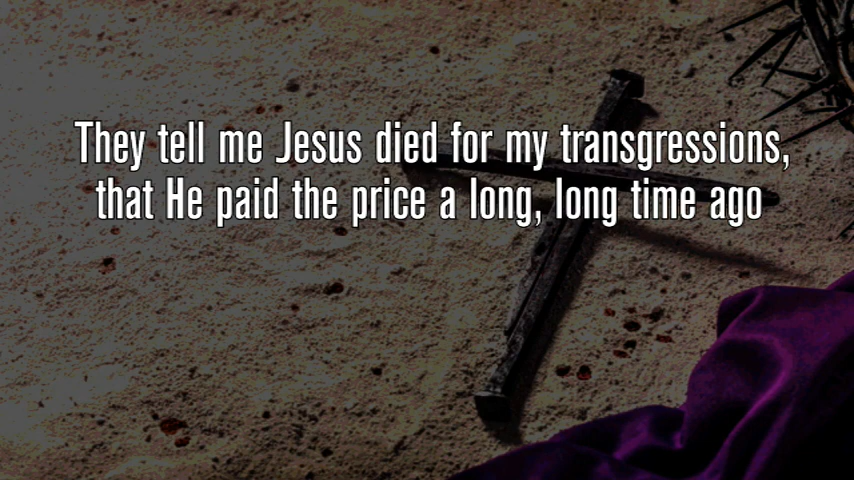 They tell me Jesus died for my transgressions,
that He paid the price a long, long time ago